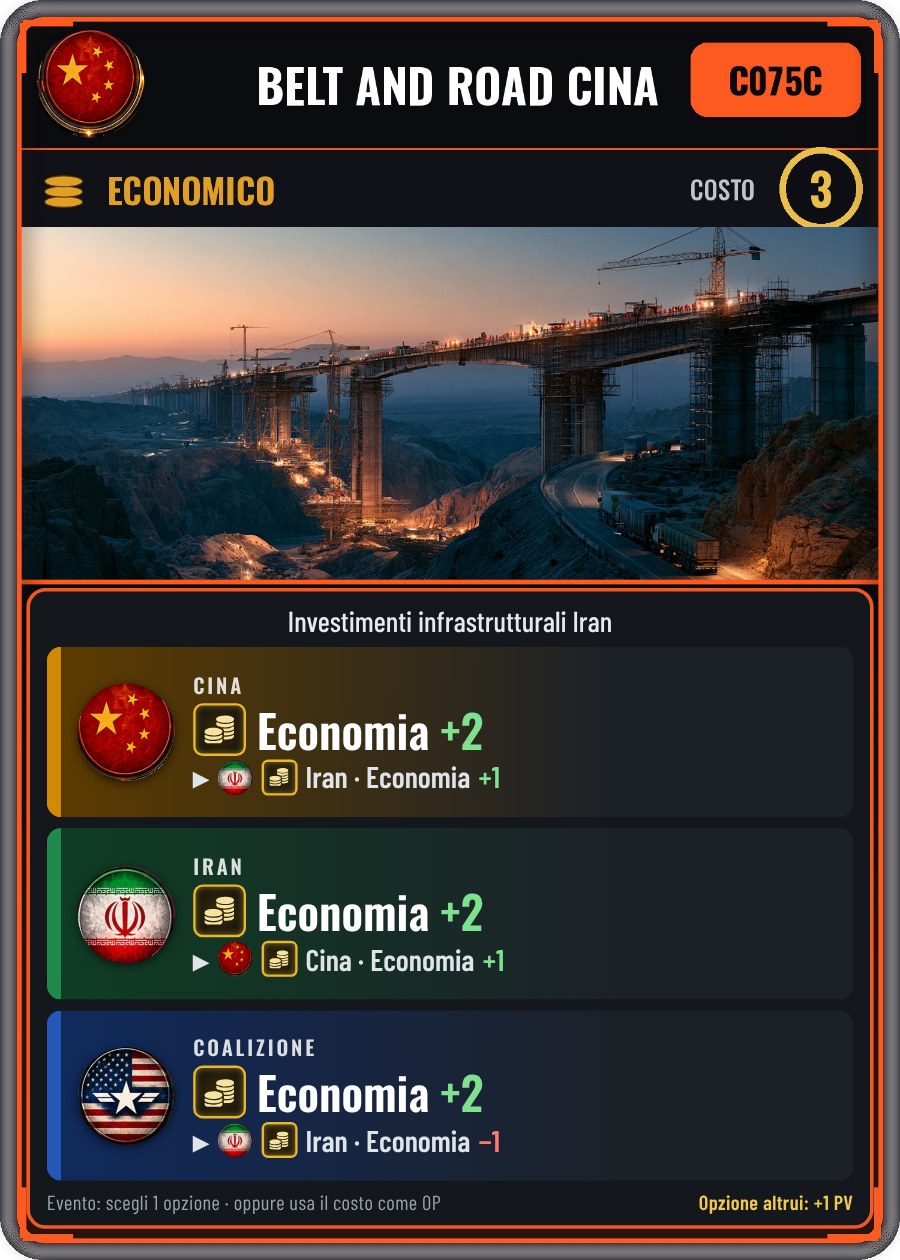 BELT AND ROAD CINA
C075C
ECONOMICO
COSTO 3
Investimenti infrastrutturali Iran
CINA
Economia +2
▶ Iran · Economia +1
IRAN
Economia +2
▶ Cina · Economia +1
COALIZIONE
Economia +2
▶ Iran · Economia −1
Evento: scegli 1 opzione · oppure usa il costo come OP
Opzione altrui: +1 PV